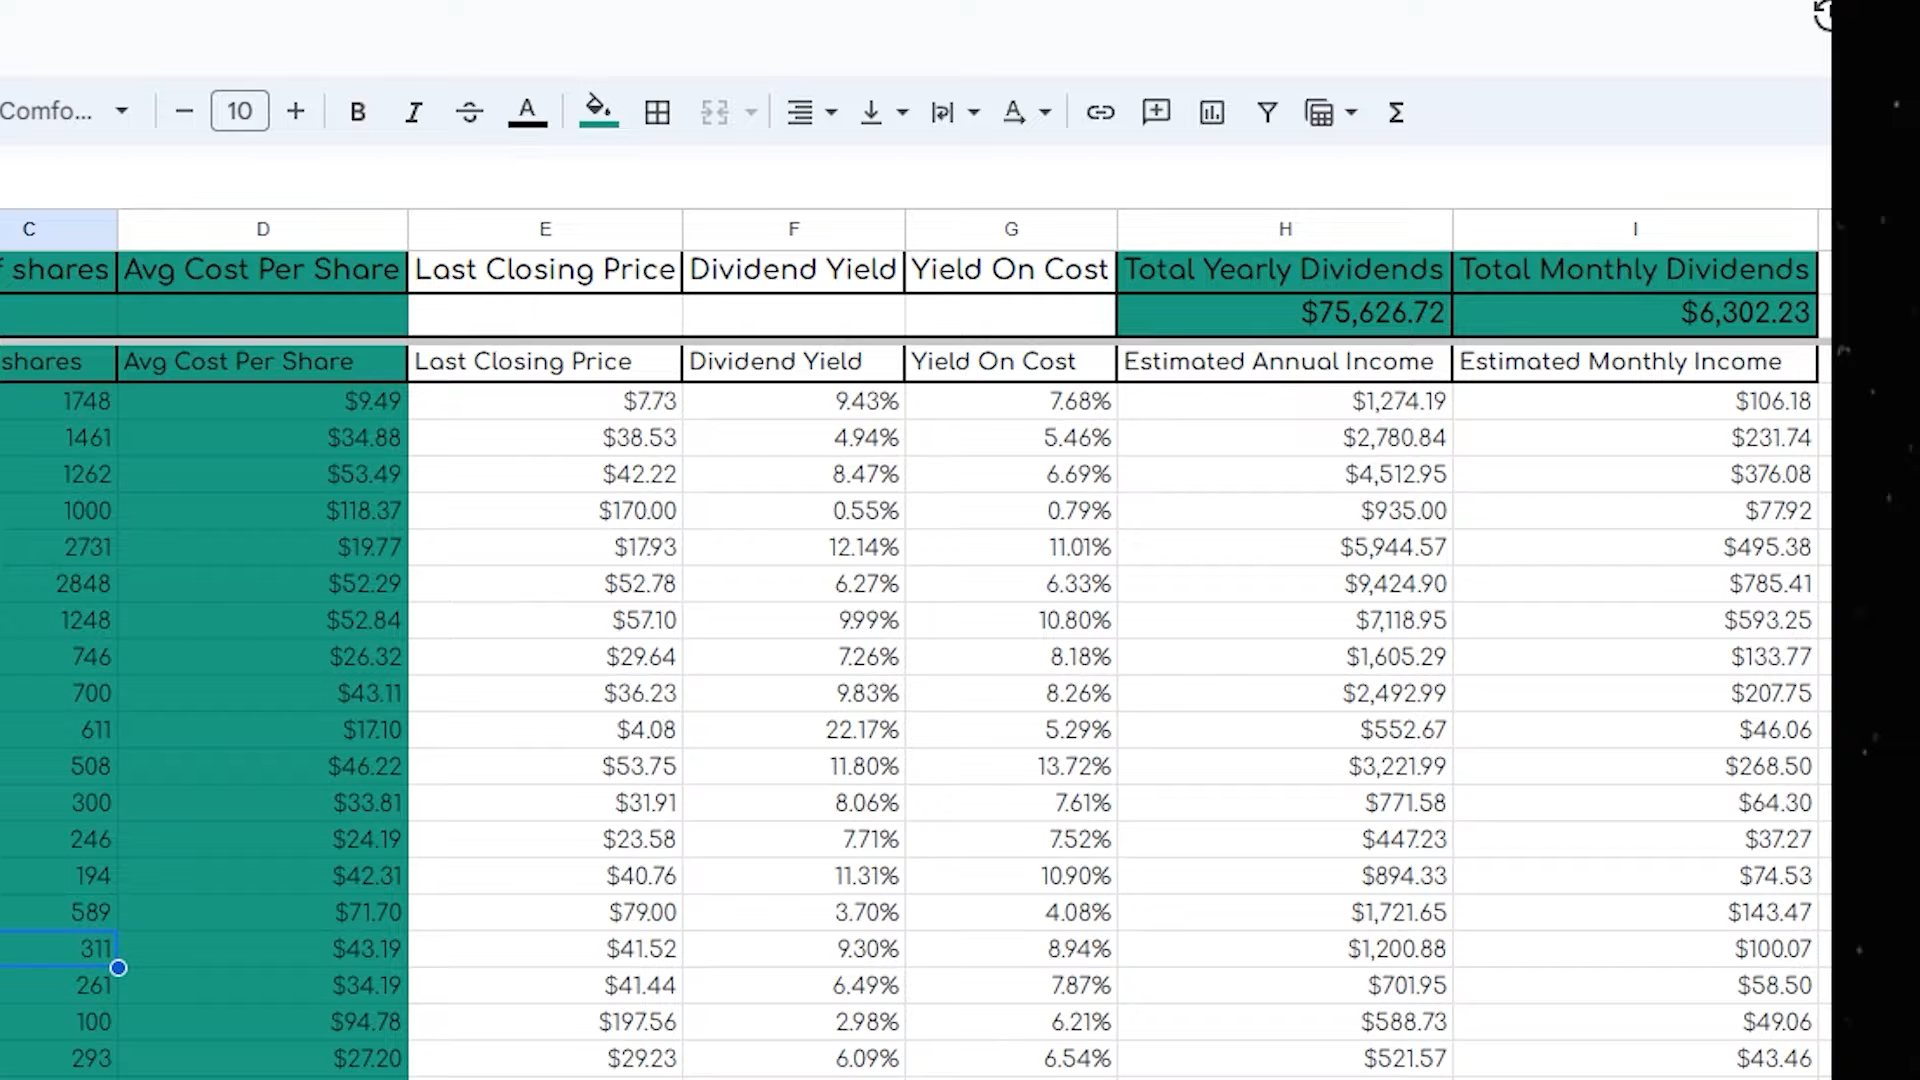 Comfo... 10 B I A A Σ
C D E F G H I
f shares Avg Cost Per Share Last Closing Price Dividend Yield Yield On Cost Total Yearly Dividends Total Monthly Dividends
$75,626.72 $6,302.23
shares Avg Cost Per Share Last Closing Price Dividend Yield Yield On Cost Estimated Annual Income Estimated Monthly Income
1748 $9.49 $7.73 9.43% 7.68% $1,274.19 $106.18
1461 $34.88 $38.53 4.94% 5.46% $2,780.84 $231.74
1262 $53.49 $42.22 8.47% 6.69% $4,512.95 $376.08
1000 $118.37 $170.00 0.55% 0.79% $935.00 $77.92
2731 $19.77 $17.93 12.14% 11.01% $5,944.57 $495.38
2848 $52.29 $52.78 6.27% 6.33% $9,424.90 $785.41
1248 $52.84 $57.10 9.99% 10.80% $7,118.95 $593.25
746 $26.32 $29.64 7.26% 8.18% $1,605.29 $133.77
700 $43.11 $36.23 9.83% 8.26% $2,492.99 $207.75
611 $17.10 $4.08 22.17% 5.29% $552.67 $46.06
508 $46.22 $53.75 11.80% 13.72% $3,221.99 $268.50
300 $33.81 $31.91 8.06% 7.61% $771.58 $64.30
246 $24.19 $23.58 7.71% 7.52% $447.23 $37.27
194 $42.31 $40.76 11.31% 10.90% $894.33 $74.53
589 $71.70 $79.00 3.70% 4.08% $1,721.65 $143.47
311 $43.19 $41.52 9.30% 8.94% $1,200.88 $100.07
261 $34.19 $41.44 6.49% 7.87% $701.95 $58.50
100 $94.78 $197.56 2.98% 6.21% $588.73 $49.06
293 $27.20 $29.23 6.09% 6.54% $521.57 $43.46